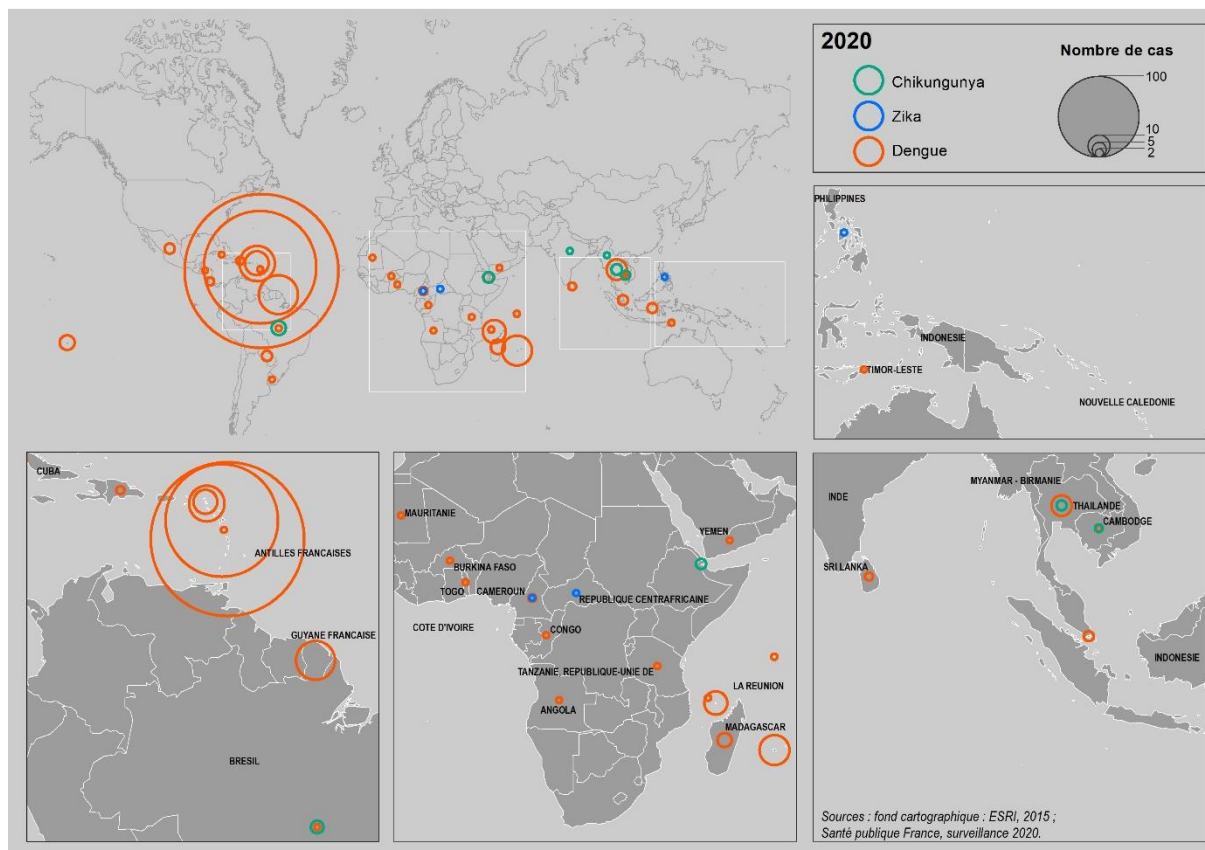 2020
Nombre de cas
100
10
5
2
Chikungunya
Zika
Dengue
PHILIPPINES
INDONESIE
TIMOR-LESTE
NOUVELLE CALEDONIE
CUBA
ANTILLES FRANCAISES
GUYANE FRANCAISE
BRESIL
MAURITANIE
YEMEN
BURKINA FASO
TOGO
CAMEROUN
REPUBLIQUE CENTRAFRICAINE
COTE D'IVOIRE
CONGO
TANZANIE, REPUBLIQUE-UNIE DE
LA REUNION
ANGOLA
MADAGASCAR
MYANMAR - BIRMANIE
INDE
THAILANDE
CAMBODGE
SRI LANKA
INDONESIE
Sources : fond cartographique : ESRI, 2015 ;
Santé publique France, surveillance 2020.